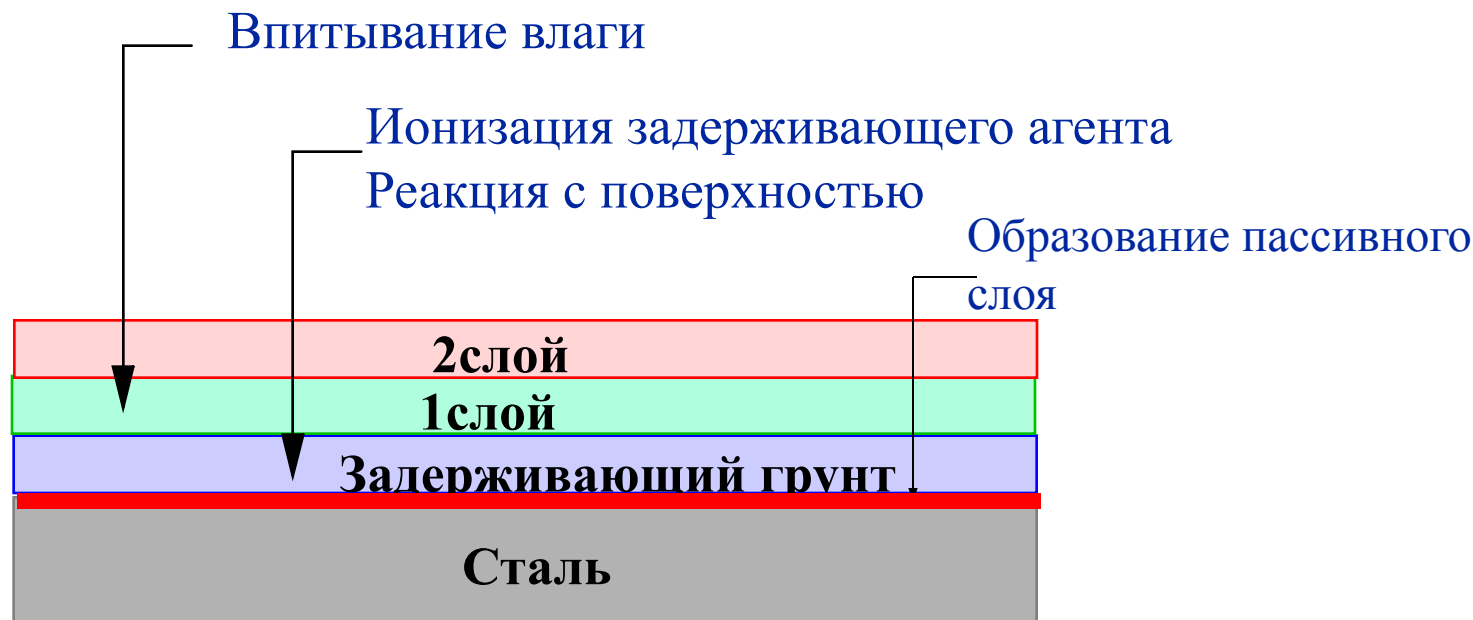 Впитывание влаги
Ионизация задерживающего агента
Реакция с поверхностью
Образование пассивного
слоя
2слой
1слой
Задерживающий грунт
Сталь